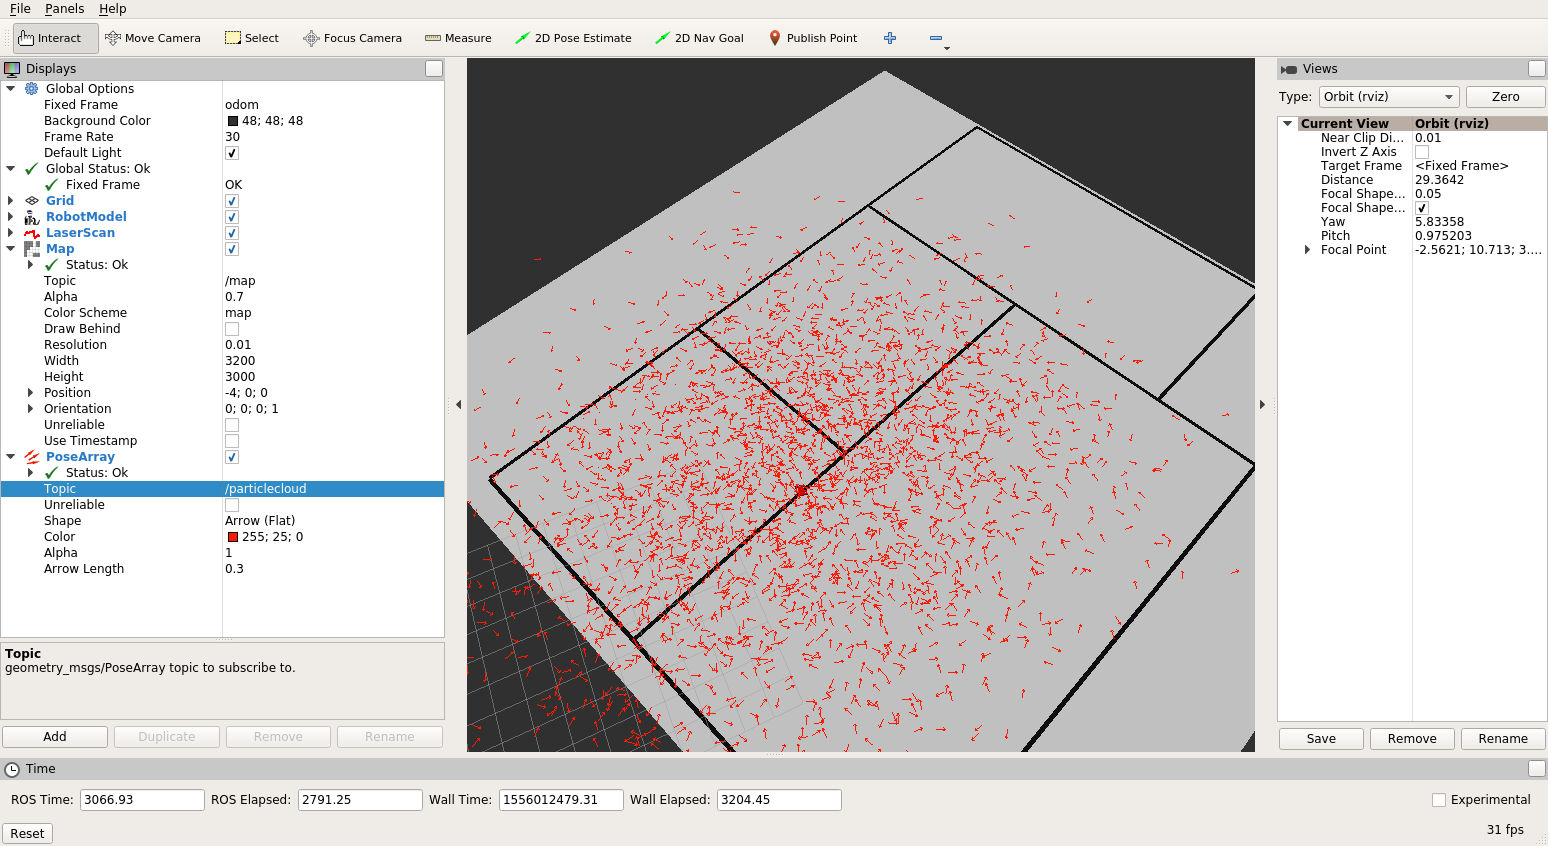 File Panels Help
Interact Move Camera Select Focus Camera Measure 2D Pose Estimate 2D Nav Goal Publish Point
Displays
Global Options
Fixed Frame odom
Background Color 48; 48; 48
Frame Rate 30
Default Light
Global Status: Ok
Fixed Frame OK
Grid
RobotModel
LaserScan
Map
Status: Ok
Topic /map
Alpha 0.7
Color Scheme map
Draw Behind
Resolution 0.01
Width 3200
Height 3000
Position -4; 0; 0
Orientation 0; 0; 0; 1
Unreliable
Use Timestamp
PoseArray
Status: Ok
Topic /particlecloud
Unreliable
Shape Arrow (Flat)
Color 255; 25; 0
Alpha 1
Arrow Length 0.3
Topic
geometry_msgs/PoseArray topic to subscribe to.
Add Duplicate Remove Rename
Views
Type: Orbit (rviz) Zero
Current View Orbit (rviz)
Near Clip Di... 0.01
Invert Z Axis
Target Frame <Fixed Frame>
Distance 29.3642
Focal Shape... 0.05
Focal Shape...
Yaw 5.83358
Pitch 0.975203
Focal Point -2.5621; 10.713; 3....
Save Remove Rename
Time
ROS Time: 3066.93 ROS Elapsed: 2791.25 Wall Time: 1556012479.31 Wall Elapsed: 3204.45 Experimental
Reset 31 fps